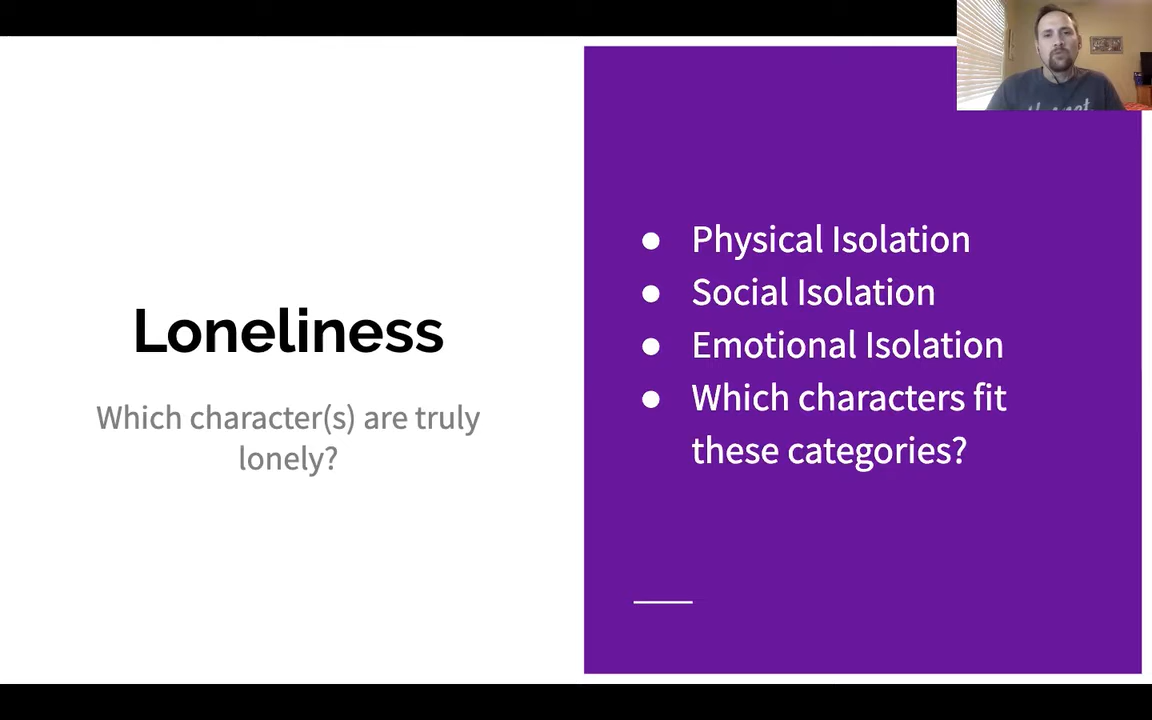 Loneliness
Which character(s) are truly
lonely?
● Physical Isolation
● Social Isolation
● Emotional Isolation
● Which characters fit
these categories?